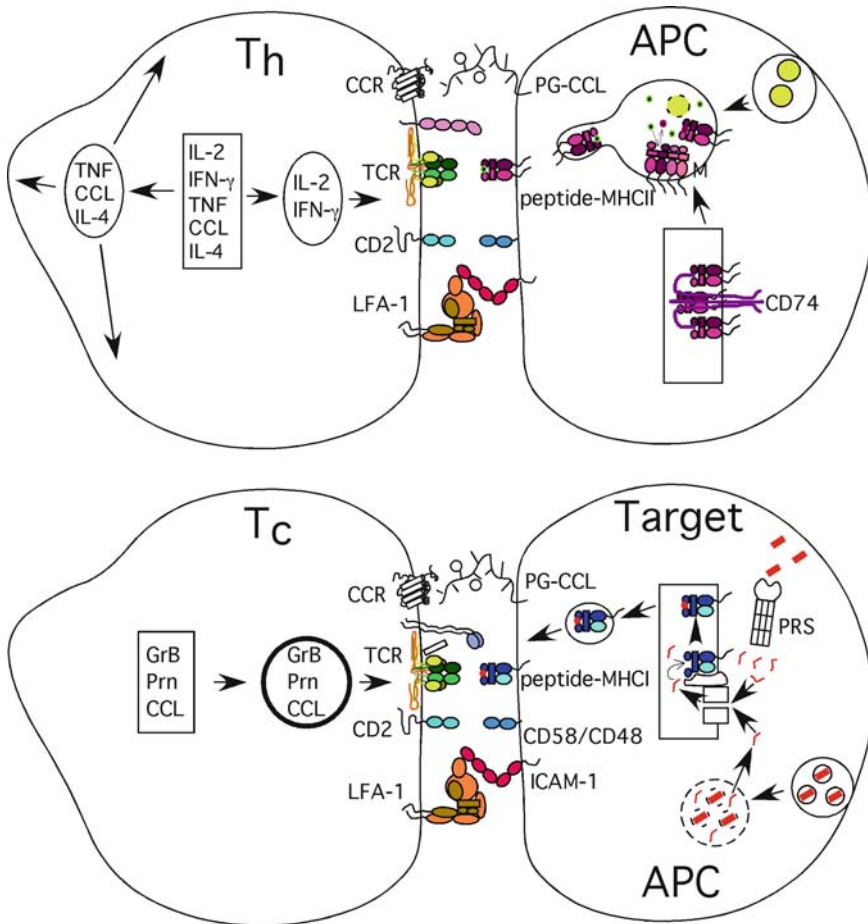 Th
APC
CCR
PG-CCL
TNF
CCL
IL-4
IL-2
IFN-γ
TNF
CCL
IL-4
IL-2
IFN-γ
TCR
M
peptide-MHCII
CD2
LFA-1
CD74
Tc
Target
CCR
PG-CCL
PRS
GrB
Prn
CCL
GrB
Prn
CCL
TCR
peptide-MHCI
CD2
CD58/CD48
LFA-1
ICAM-1
APC